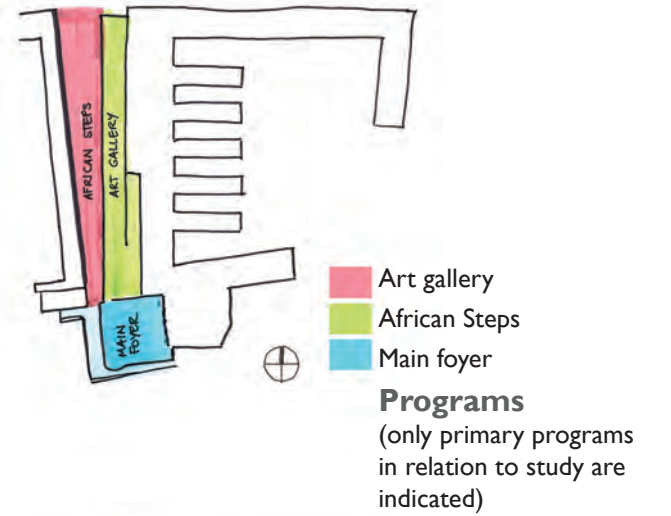 AFRICAN STEPS
ART GALLERY
MAIN
FOYER
Art gallery
African Steps
Main foyer
Programs
(only primary programs
in relation to study are
indicated)